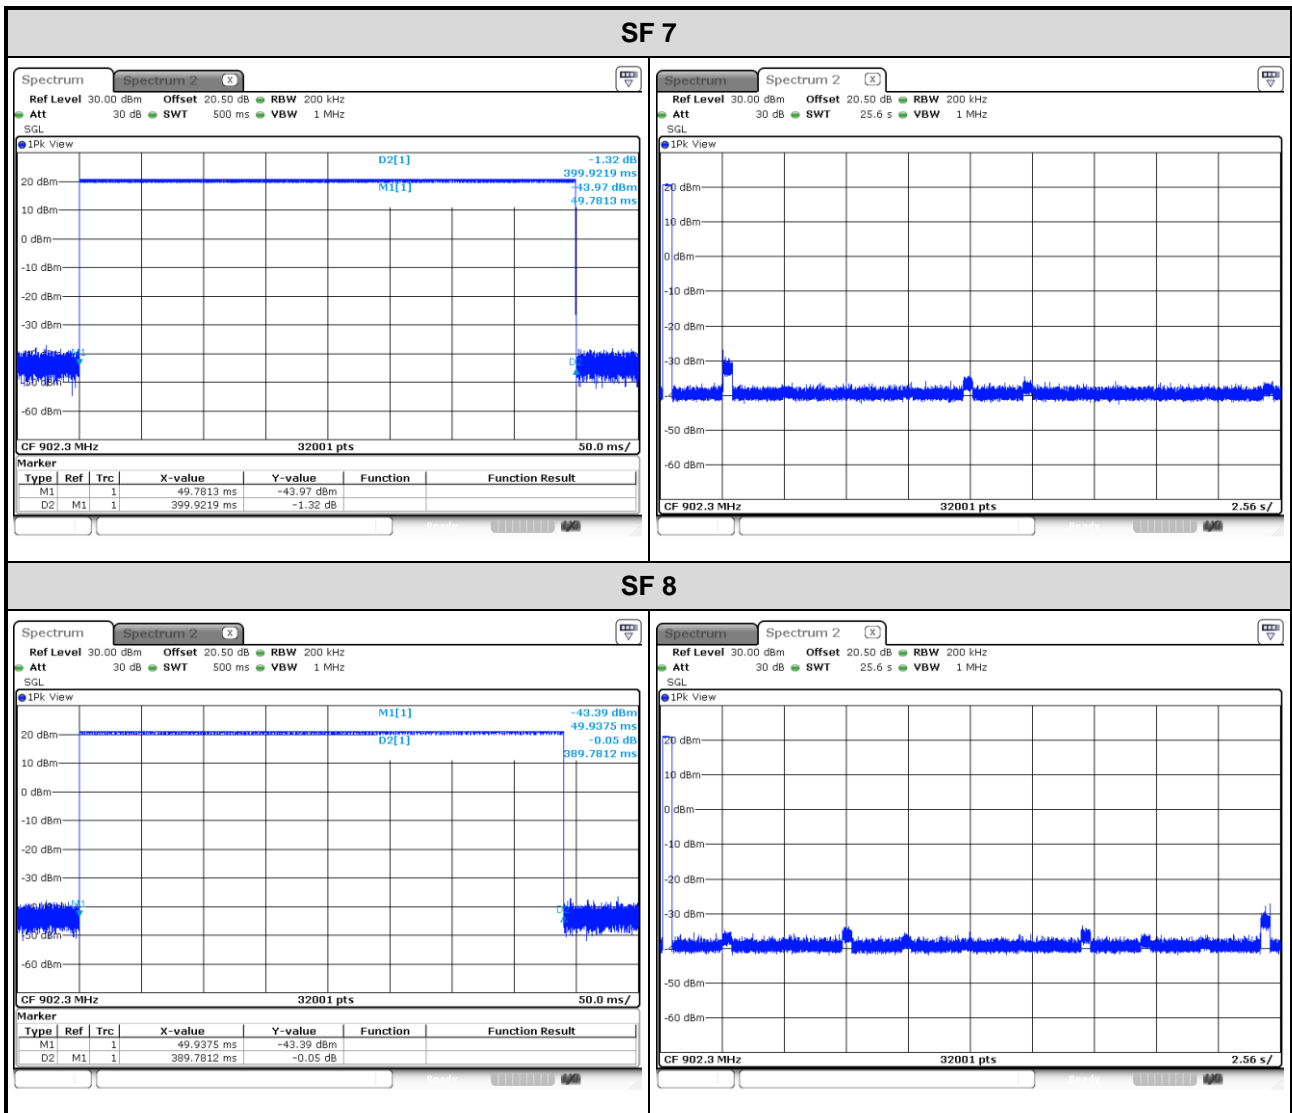 SF 7
Spectrum Spectrum 2 X
Ref Level 30.00 dBm Offset 20.50 dB RBW 200 kHz
Att 30 dB SWT 500 ms VBW 1 MHz
SGL
1Pk View
D2[1] -1.32 dB
399.9219 ms
M1[1] -43.97 dBm
49.7813 ms
20 dBm
10 dBm
0 dBm
-10 dBm
-20 dBm
-30 dBm
M1
-50 dBm
-60 dBm
CF 902.3 MHz 32001 pts 50.0 ms/
Marker
Type Ref Trc X-value Y-value Function Function Result
M1 1 49.7813 ms -43.97 dBm
D2 M1 1 399.9219 ms -1.32 dB
Spectrum Spectrum 2 X
Ref Level 30.00 dBm Offset 20.50 dB RBW 200 kHz
Att 30 dB SWT 25.6 s VBW 1 MHz
SGL
1Pk View
20 dBm
10 dBm
0 dBm
-10 dBm
-20 dBm
-30 dBm
-50 dBm
-60 dBm
CF 902.3 MHz 32001 pts 2.56 s/
SF 8
Spectrum Spectrum 2 X
Ref Level 30.00 dBm Offset 20.50 dB RBW 200 kHz
Att 30 dB SWT 500 ms VBW 1 MHz
SGL
1Pk View
M1[1] -43.39 dBm
49.9375 ms
D2[1] -0.05 dB
389.7812 ms
20 dBm
10 dBm
0 dBm
-10 dBm
-20 dBm
-30 dBm
M1
-50 dBm
-60 dBm
CF 902.3 MHz 32001 pts 50.0 ms/
Marker
Type Ref Trc X-value Y-value Function Function Result
M1 1 49.9375 ms -43.39 dBm
D2 M1 1 389.7812 ms -0.05 dB
Spectrum Spectrum 2 X
Ref Level 30.00 dBm Offset 20.50 dB RBW 200 kHz
Att 30 dB SWT 25.6 s VBW 1 MHz
SGL
1Pk View
20 dBm
10 dBm
0 dBm
-10 dBm
-20 dBm
-30 dBm
-50 dBm
-60 dBm
CF 902.3 MHz 32001 pts 2.56 s/